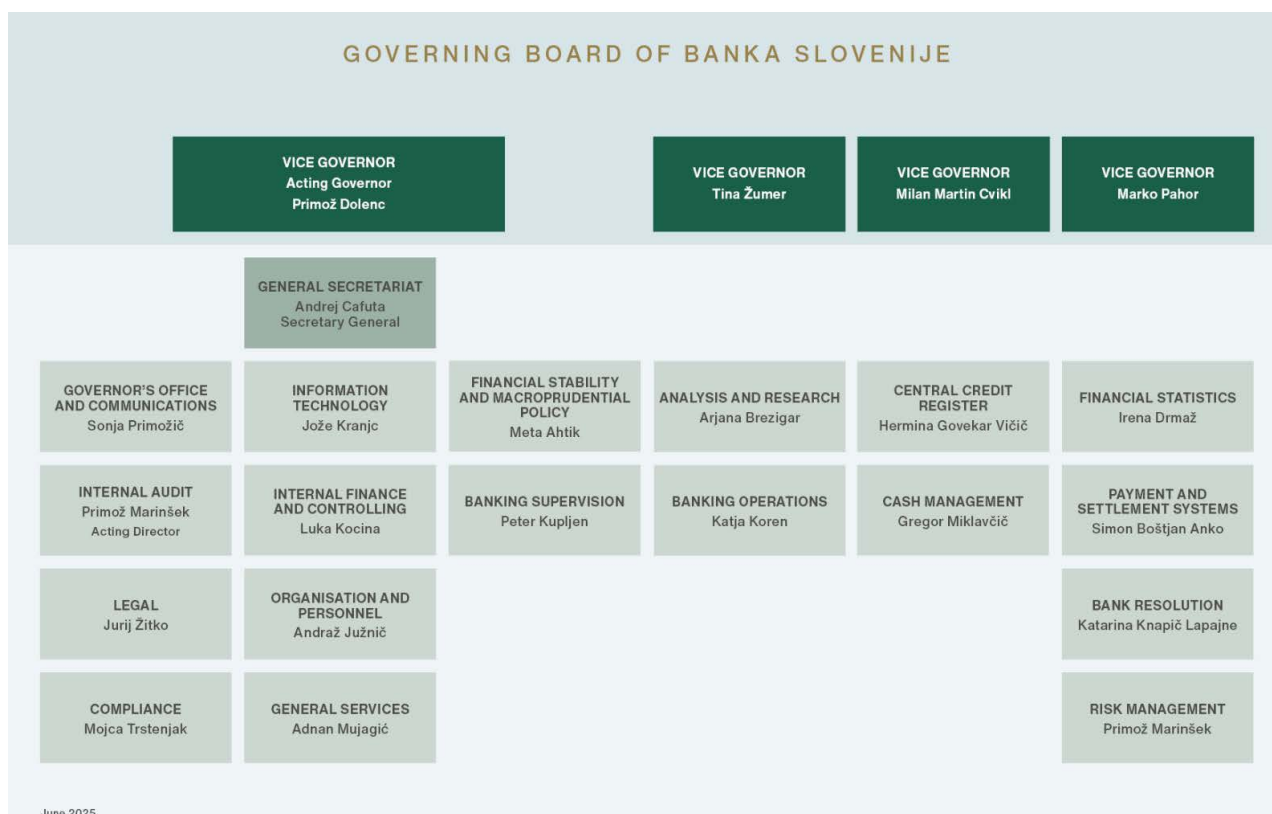 GOVERNING BOARD OF BANKA SLOVENIJE
VICE GOVERNOR
Acting Governor
Primož Dolenc
VICE GOVERNOR
Tina Žumer
VICE GOVERNOR
Milan Martin Cvikl
VICE GOVERNOR
Marko Pahor
GENERAL SECRETARIAT
Andrej Cafuta
Secretary General
GOVERNOR'S OFFICE
AND COMMUNICATIONS
Sonja Primožič
INFORMATION
TECHNOLOGY
Jože Kranjc
FINANCIAL STABILITY
AND MACROPRUDENTIAL
POLICY
Meta Ahtik
ANALYSIS AND RESEARCH
Arjana Brezigar
CENTRAL CREDIT
REGISTER
Hermina Govekar Vičič
FINANCIAL STATISTICS
Irena Drmaž
INTERNAL AUDIT
Primož Marinšek
Acting Director
INTERNAL FINANCE
AND CONTROLLING
Luka Kocina
BANKING SUPERVISION
Peter Kupljen
BANKING OPERATIONS
Katja Koren
CASH MANAGEMENT
Gregor Miklavčič
PAYMENT AND
SETTLEMENT SYSTEMS
Simon Boštjan Anko
LEGAL
Jurij Žitko
ORGANISATION AND
PERSONNEL
Andraž Južnič
BANK RESOLUTION
Katarina Knapič Lapajne
COMPLIANCE
Mojca Trstenjak
GENERAL SERVICES
Adnan Mujagić
RISK MANAGEMENT
Primož Marinšek
June 2025